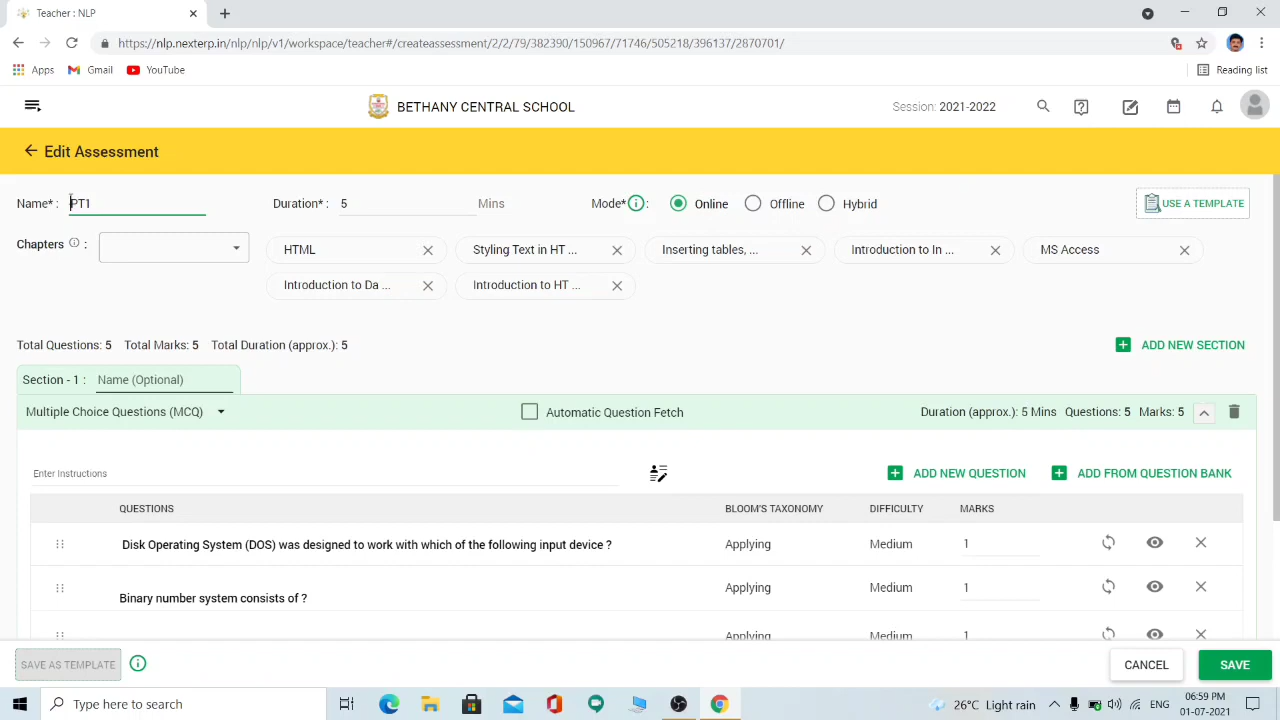 Teacher : NLP
https://nlp.nexterp.in/nlp/nlp/v1/workspace/teacher#/createassessment/2/2/79/382390/150967/71746/505218/396137/2870701/
Apps Gmail YouTube Reading list
BETHANY CENTRAL SCHOOL Session: 2021-2022
Edit Assessment
Name* : PT1 Duration* : 5 Mins Mode* : Online Offline Hybrid USE A TEMPLATE
Chapters : HTML Styling Text in HT ... Inserting tables, ... Introduction to In ... MS Access
Introduction to Da ... Introduction to HT ...
Total Questions: 5 Total Marks: 5 Total Duration (approx.): 5 ADD NEW SECTION
Section - 1 : Name (Optional)
Multiple Choice Questions (MCQ) Automatic Question Fetch Duration (approx.): 5 Mins Questions: 5 Marks: 5
Enter Instructions ADD NEW QUESTION ADD FROM QUESTION BANK
QUESTIONS BLOOM'S TAXONOMY DIFFICULTY MARKS
Disk Operating System (DOS) was designed to work with which of the following input device ? Applying Medium 1
Binary number system consists of ? Applying Medium 1
Applying Medium 1
SAVE AS TEMPLATE CANCEL SAVE
Type here to search 26°C Light rain ENG 06:59 PM
01-07-2021